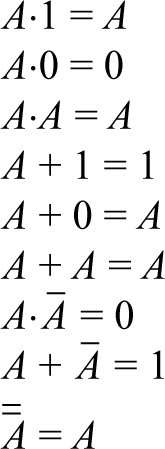 A·1 = A
A·0 = 0
A·A = A
A + 1 = 1
A + 0 = A
A + A = A
A·A̅ = 0
A + A̅ = 1
A̿ = A